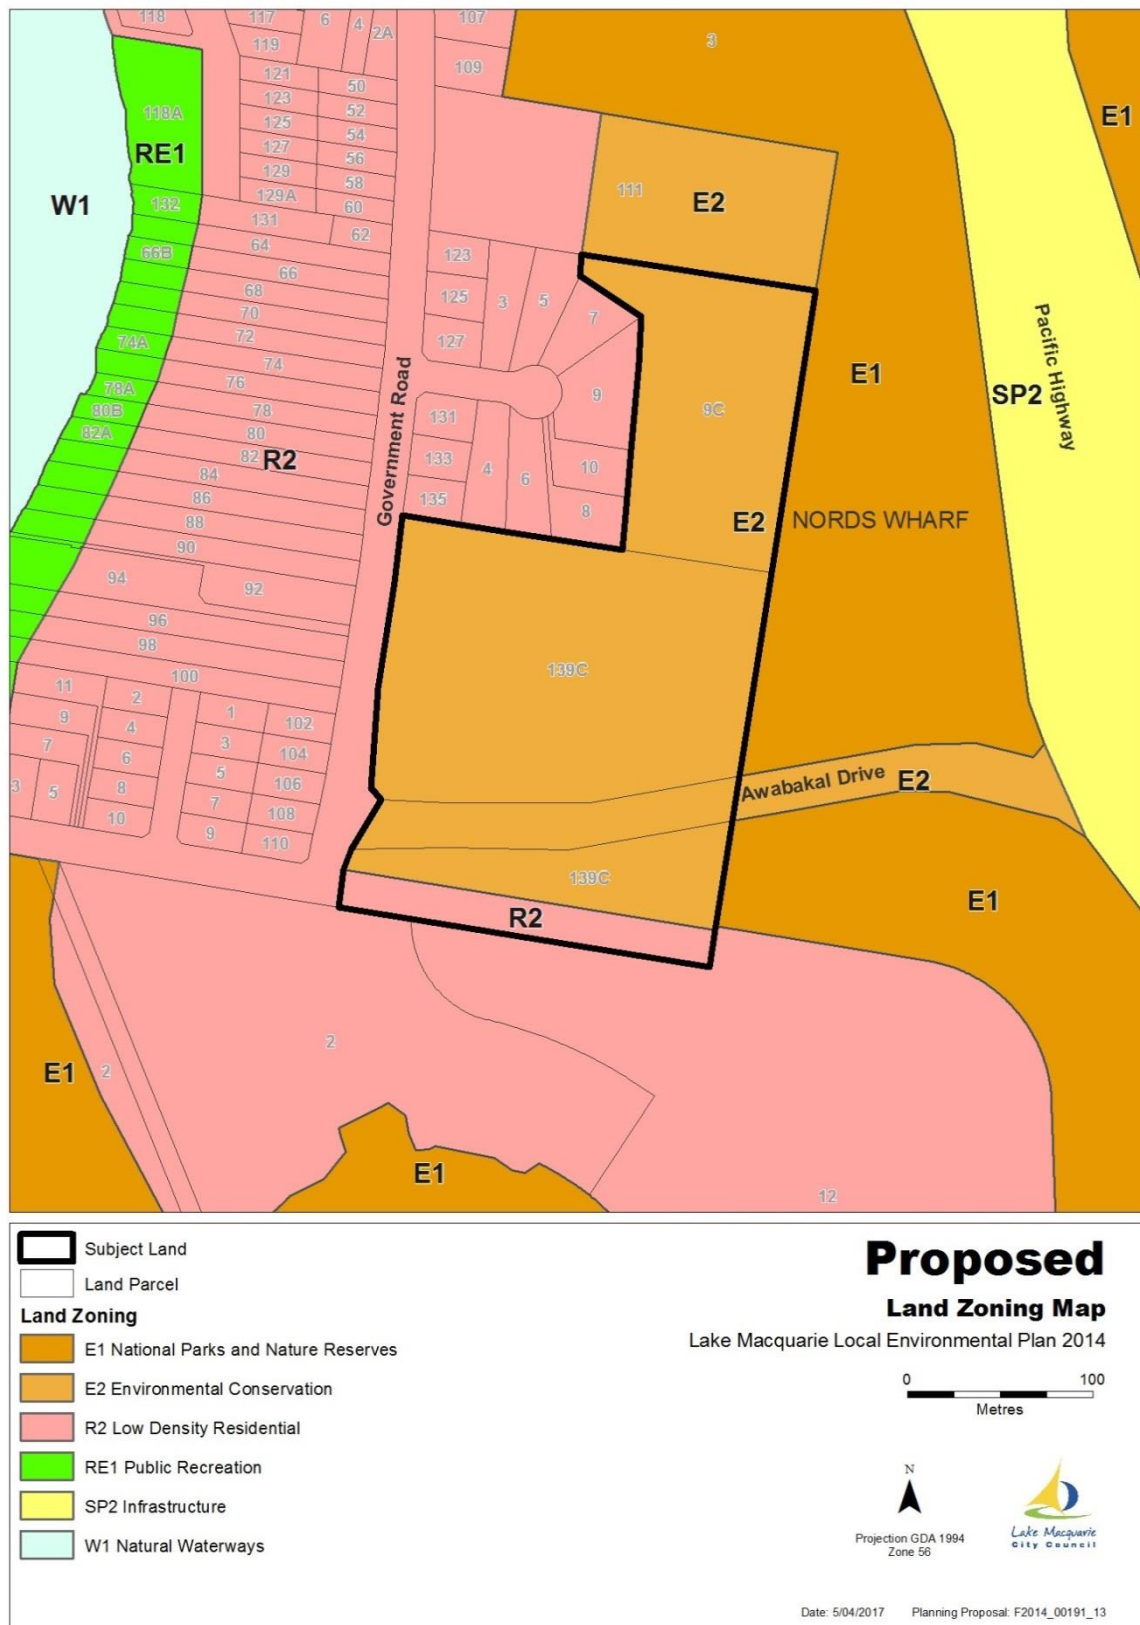 118
117
6
4
2A
107
119
109
3
121
50
123
52
118A
125
54
E1
RE1
127
56
129
58
111
E2
W1
132
129A
60
131
62
64
66B
123
66
125
3
5
68
7
70
127
74A
72
74
E1
SP2
Pacific Highway
78A
76
9
9C
80B
78
131
82A
80
Government Road
82
R2
133
4
6
10
84
135
8
86
E2
NORDS WHARF
88
90
94
92
96
98
139C
100
11
2
1
102
9
4
3
104
7
6
5
106
3
5
8
7
108
10
9
110
Awabakal Drive
E2
139C
E1
R2
2
E1
2
E1
12
Subject Land
Land Parcel
Land Zoning
E1 National Parks and Nature Reserves
E2 Environmental Conservation
R2 Low Density Residential
RE1 Public Recreation
SP2 Infrastructure
W1 Natural Waterways
Proposed
Land Zoning Map
Lake Macquarie Local Environmental Plan 2014
0 100
Metres
N
Projection GDA 1994
Zone 56
Lake Macquarie
City Council
Date: 5/04/2017 Planning Proposal: F2014_00191_13